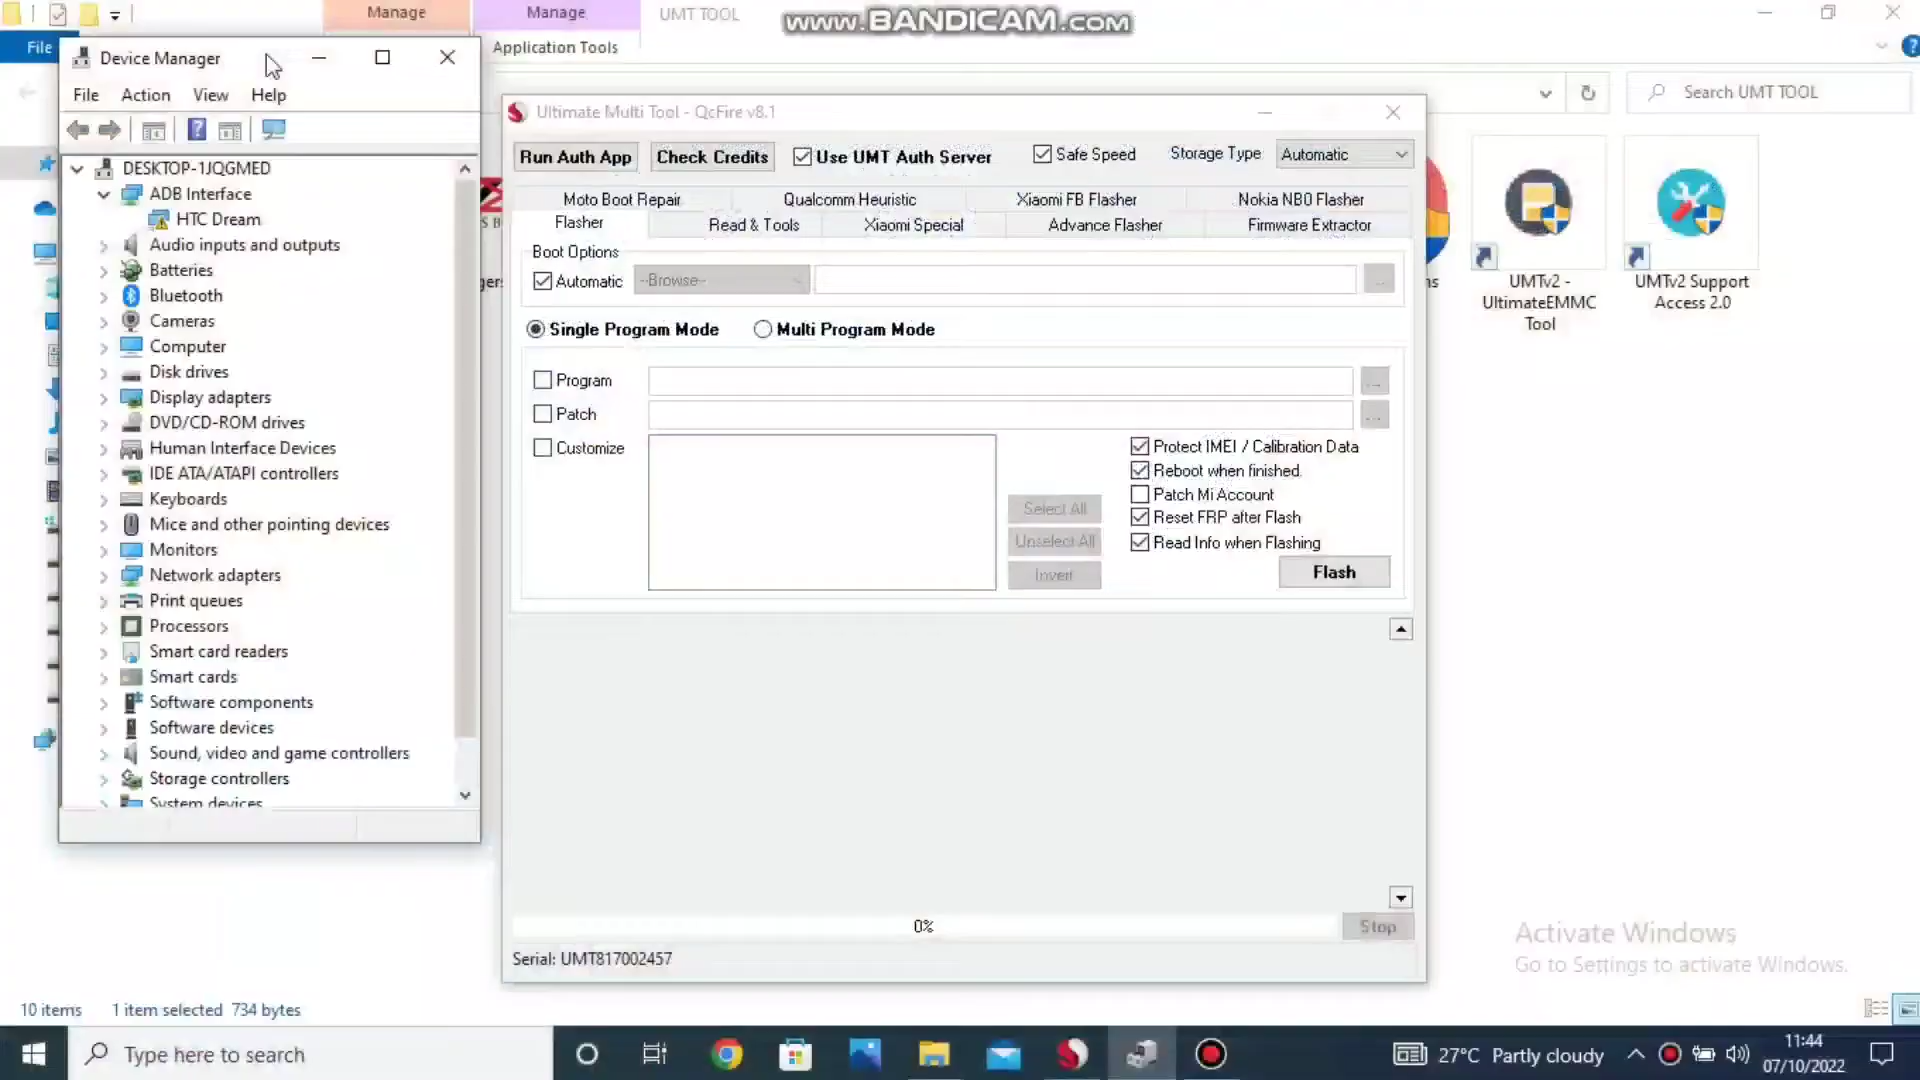 Manage
Manage
UMT TOOL
www.BANDICAM.com
File
Application Tools
Search UMT TOOL
Device Manager
File
Action
View
Help
DESKTOP-1JQGMED
ADB Interface
HTC Dream
Audio inputs and outputs
Batteries
Bluetooth
Cameras
Computer
Disk drives
Display adapters
DVD/CD-ROM drives
Human Interface Devices
IDE ATA/ATAPI controllers
Keyboards
Mice and other pointing devices
Monitors
Network adapters
Print queues
Processors
Smart card readers
Smart cards
Software components
Software devices
Sound, video and game controllers
Storage controllers
System devices
Ultimate Multi Tool - QcFire v8.1
Run Auth App
Check Credits
Use UMT Auth Server
Safe Speed
Storage Type
Automatic
Moto Boot Repair
Qualcomm Heuristic
Xiaomi FB Flasher
Nokia NB0 Flasher
Flasher
Read & Tools
Xiaomi Special
Advance Flasher
Firmware Extractor
Boot Options
Automatic
--Browse--
...
Single Program Mode
Multi Program Mode
Program
...
Patch
...
Customize
Select All
Unselect All
Invert
Protect IMEI / Calibration Data
Reboot when finished.
Patch Mi Account
Reset FRP after Flash
Read Info when Flashing
Flash
0%
Stop
Serial: UMT817002457
UMTv2 -
UltimateEMMC
Tool
UMTv2 Support
Access 2.0
Activate Windows
Go to Settings to activate Windows.
10 items
1 item selected 734 bytes
Type here to search
27°C Partly cloudy
11:44
07/10/2022